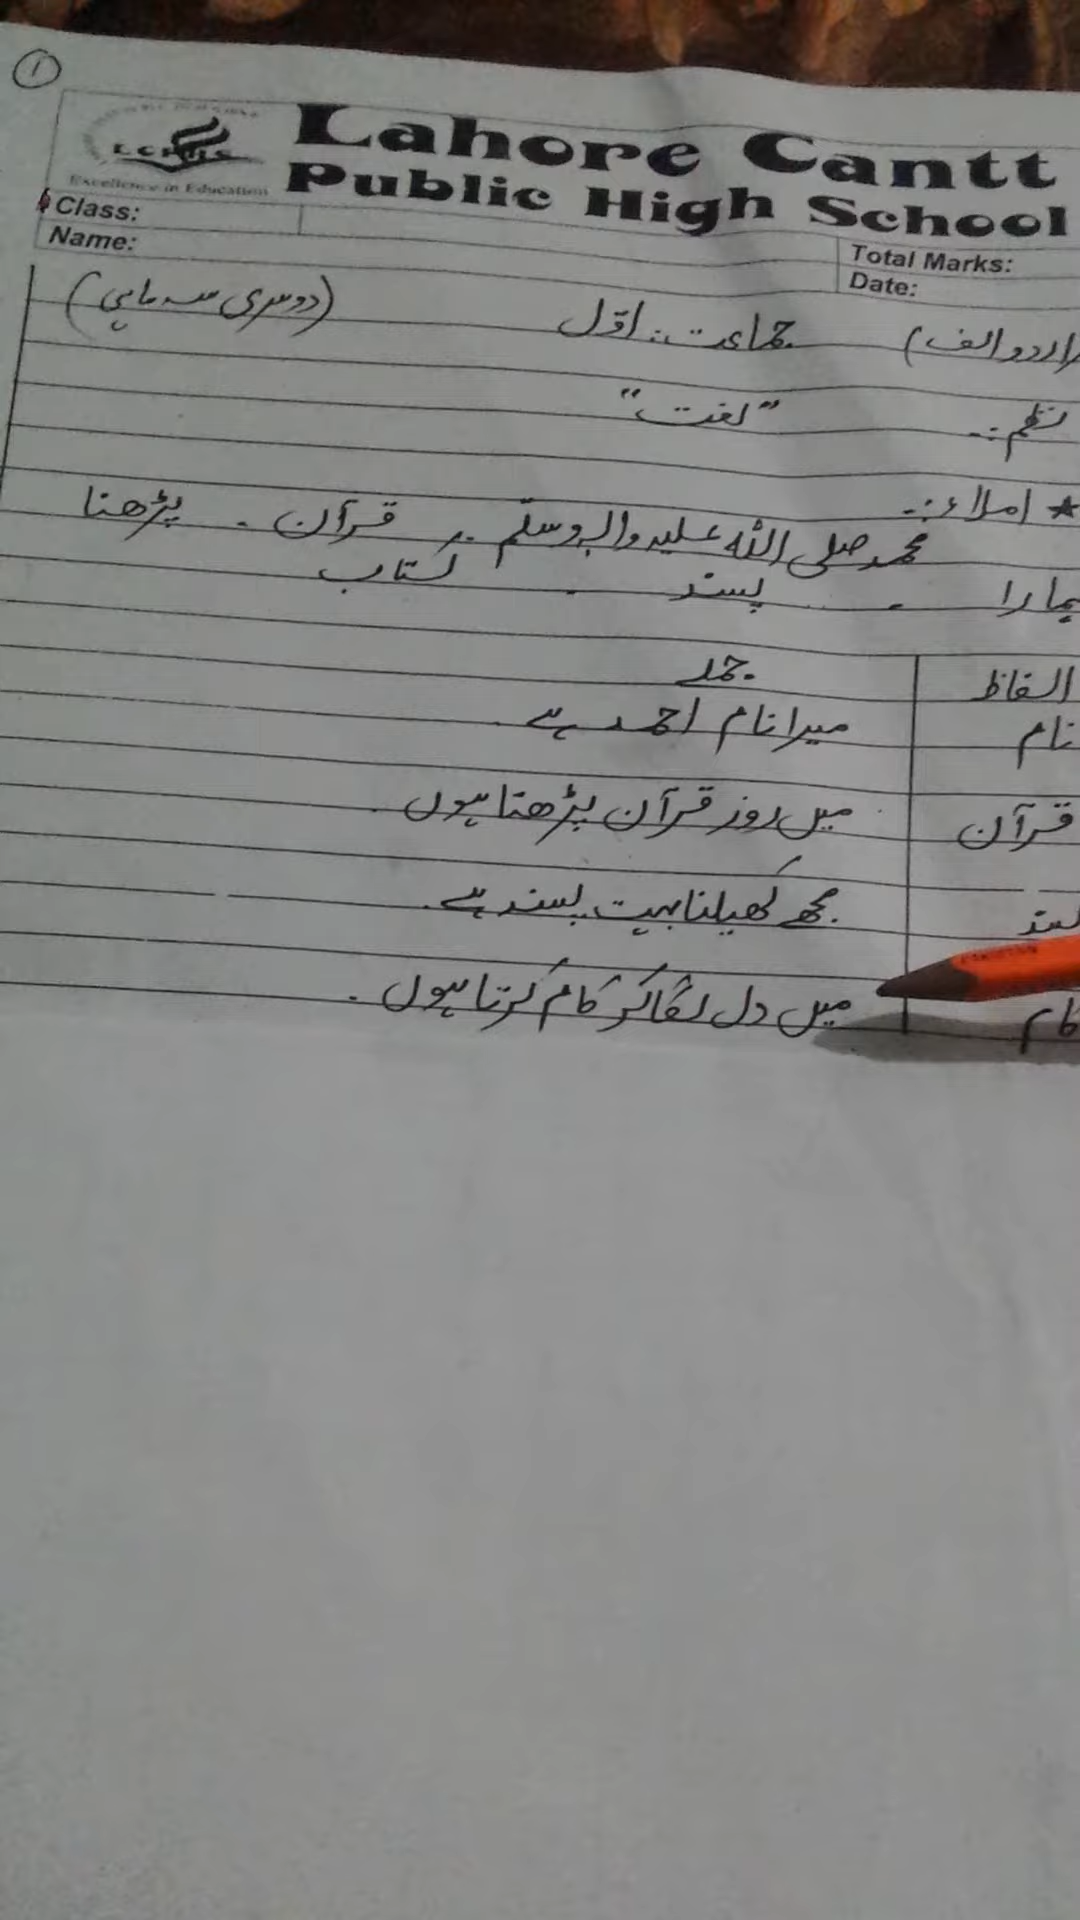 ①
Lahore Cantt
Public High School
Excellence in Education
Class:
Name:
Total Marks:
Date:
اردو الف) جماعت:۔ اوّل (دوسری سہ ماہی)
نظم:۔ "لغت"
★ املاء:۔
محمد صلی اللہ علیہ والہ وسلم ۔ قرآن ۔ پڑھنا
ہمارا ۔ پسند ۔ کتاب
الفاظ جملے
نام میرا نام احمد ہے ۔
قرآن میں روز قرآن پڑھتا ہوں ۔
پسند مجھے کھیلنا بہت پسند ہے ۔
کام میں دل لگا کر کام کرتا ہوں ۔